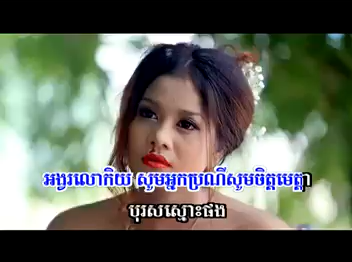 អង្វរលោកិយ សូមអ្នកប្រណីសូមចិត្តមេត្តា
បុរសស្មោះផង